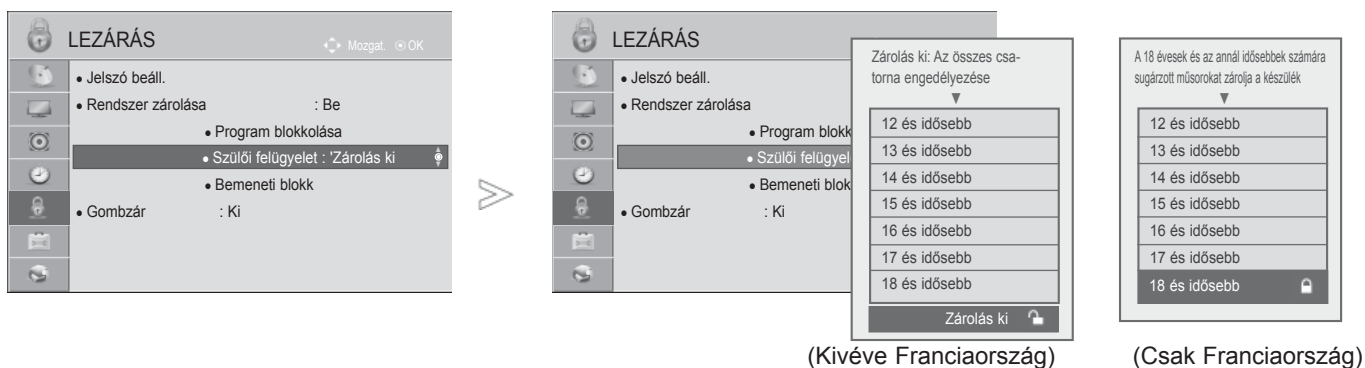 LEZÁRÁS
Mozgat. OK
• Jelszó beáll.
• Rendszer zárolása : Be
• Program blokkolása
• Szülői felügyelet : 'Zárolás ki
• Bemeneti blokk
• Gombzár : Ki
LEZÁRÁS
• Jelszó beáll.
• Rendszer zárolása
• Program blokk
• Szülői felügyel
• Bemeneti blok
• Gombzár : Ki
Zárolás ki: Az összes csa-
torna engedélyezése
▼
12 és idősebb
13 és idősebb
14 és idősebb
15 és idősebb
16 és idősebb
17 és idősebb
18 és idősebb
Zárolás ki
(Kivéve Franciaország)
A 18 évesek és az annál idősebbek számára
sugárzott műsorokat zárolja a készülék
▼
12 és idősebb
13 és idősebb
14 és idősebb
15 és idősebb
16 és idősebb
17 és idősebb
18 és idősebb
(Csak Franciaország)